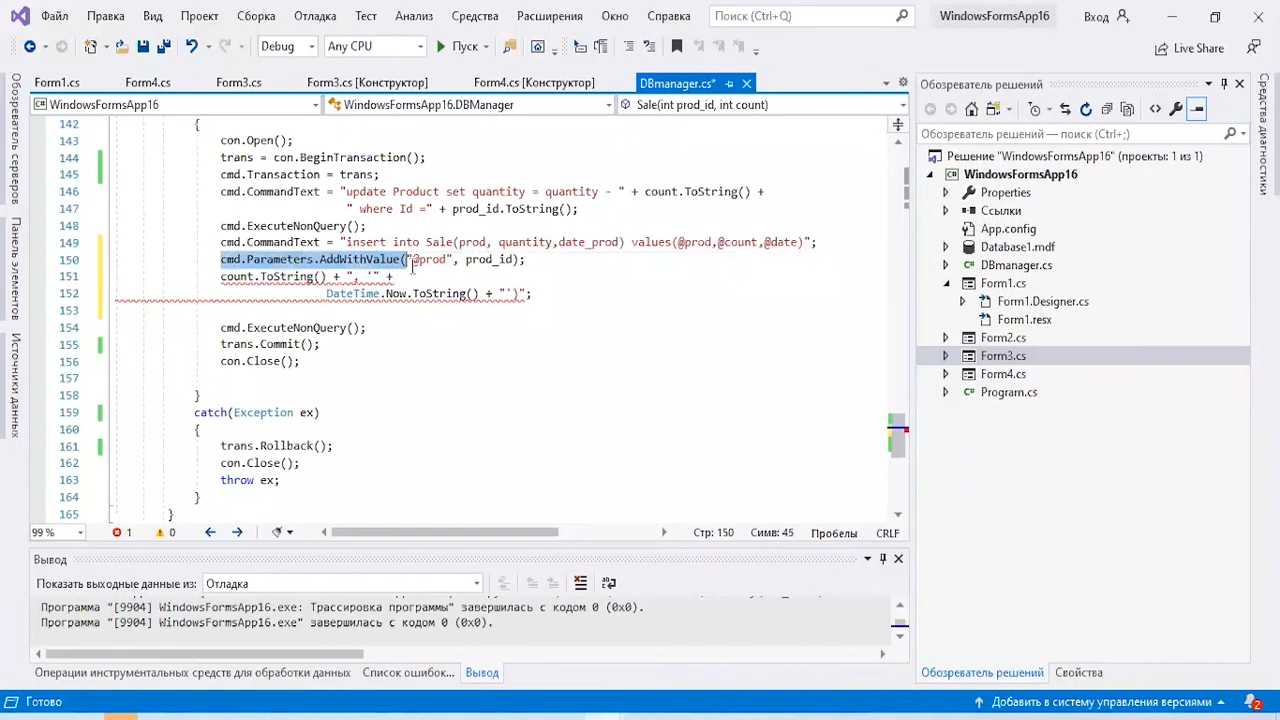 Файл Правка Вид Проект Сборка Отладка Тест Анализ Средства Расширения Окно Справка Поиск (Ctrl+Q) WindowsFormsApp16 Вход
Debug Any CPU Пуск Live Share
Form1.cs Form4.cs Form3.cs Form3.cs [Конструктор] Form4.cs [Конструктор] DBmanager.cs*
WindowsFormsApp16 WindowsFormsApp16.DBManager Sale(int prod_id, int count)
142 {
143 con.Open();
144 trans = con.BeginTransaction();
145 cmd.Transaction = trans;
146 cmd.CommandText = "update Product set quantity = quantity - " + count.ToString() +
147 " where Id =" + prod_id.ToString();
148 cmd.ExecuteNonQuery();
149 cmd.CommandText = "insert into Sale(prod, quantity,date_prod) values(@prod,@count,@date)";
150 cmd.Parameters.AddWithValue("@prod", prod_id);
151 count.ToString() + ", '" +
152 DateTime.Now.ToString() + "')";
153
154 cmd.ExecuteNonQuery();
155 trans.Commit();
156 con.Close();
157
158 }
159 catch(Exception ex)
160 {
161 trans.Rollback();
162 con.Close();
163 throw ex;
164 }
165 }
99 % 1 0 Стр: 150 Симв: 45 Пробелы CRLF
Вывод
Показать выходные данные из: Отладка
Программа "[9904] WindowsFormsApp16.exe: Трассировка программы" завершилась с кодом 0 (0x0).
Программа "[9904] WindowsFormsApp16.exe" завершилась с кодом 0 (0x0).
Операции инструментальных средств для обработки данных Список ошибок... Вывод
Готово
Обозреватель серверов
Панель элементов
Источники данных
Обозреватель решений
Обозреватель решений — поиск (Ctrl+;)
Решение "WindowsFormsApp16" (проекты: 1 из 1)
WindowsFormsApp16
Properties
Ссылки
App.config
Database1.mdf
DBmanager.cs
Form1.cs
Form1.Designer.cs
Form1.resx
Form2.cs
Form3.cs
Form4.cs
Program.cs
Обозреватель решений Свойства
Средства диагностики
Добавить в систему управления версиями 2